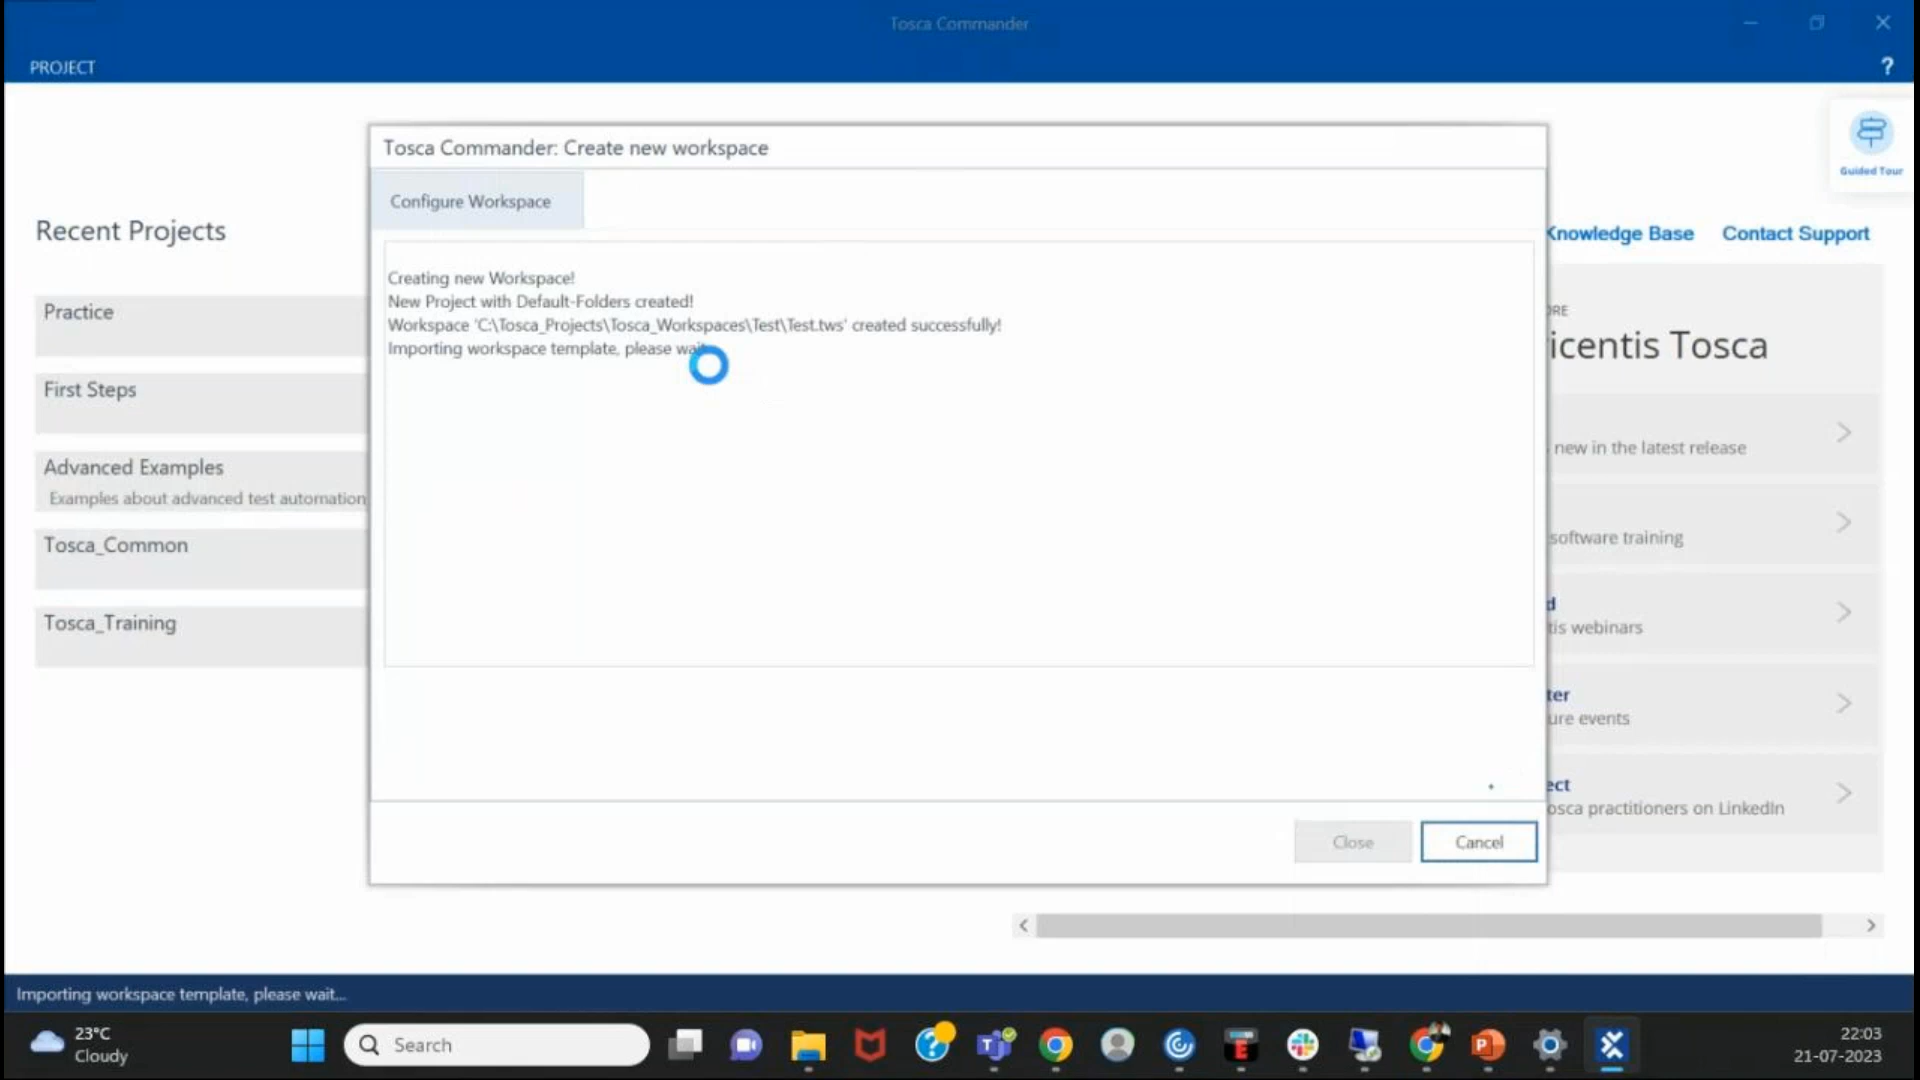 Tosca Commander
PROJECT
?
Tosca Commander: Create new workspace
Guided Tour
Configure Workspace
Recent Projects
Knowledge Base
Contact Support
Creating new Workspace!
New Project with Default-Folders created!
Workspace 'C:\Tosca_Projects\Tosca_Workspaces\Test\Test.tws' created successfully!
Importing workspace template, please
Practice
First Steps
Advanced Examples
Examples about advanced test automation
Tosca_Common
Tosca_Training
ORE
icentis Tosca
new in the latest release
software training
d
tis webinars
ter
ure events
ect
osca practitioners on LinkedIn
Close
Cancel
Importing workspace template, please wait...
23°C
Cloudy
Search
22:03
21-07-2023